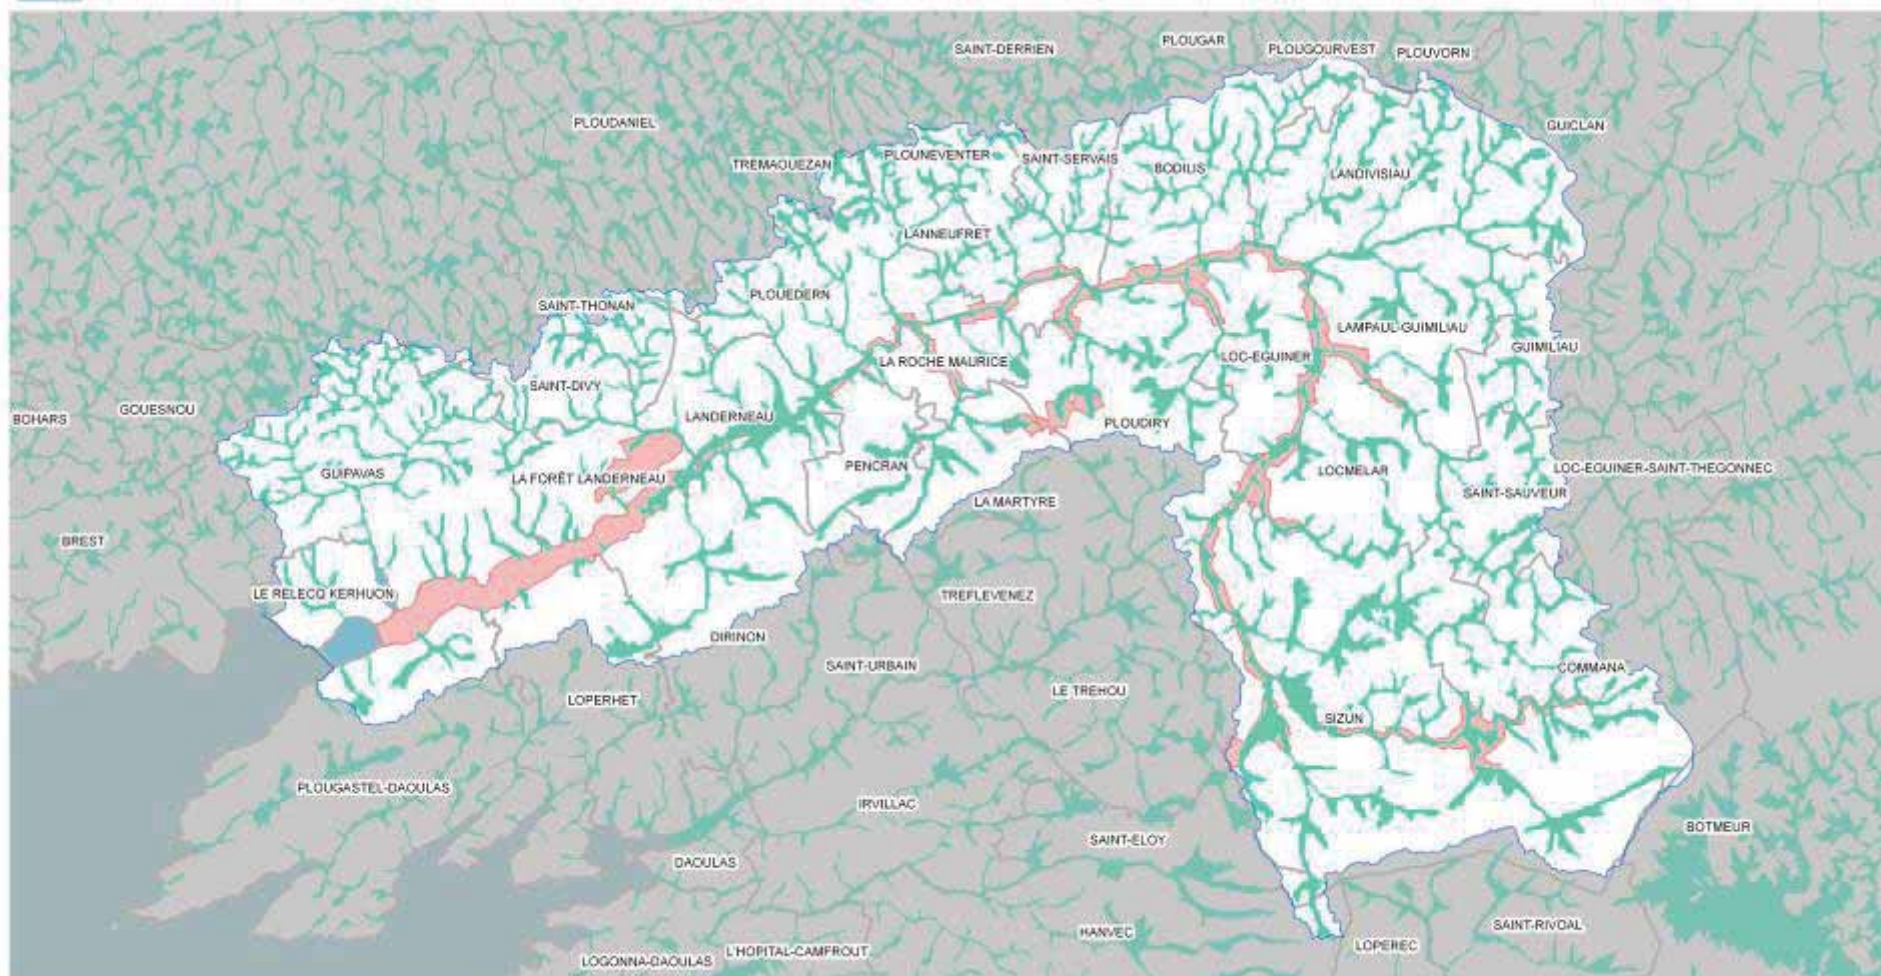 SAINT-DERRIEN
PLOUGAR
PLOUGOURVEST
PLOUVORN
PLOUDANIEL
GUICLAN
TREMAOUEZAN
PLOUNEVENTER
SAINT-SERVAIS
BODILIS
LANDIVISIAU
LANNEUFRET
SAINT-THONAN
PLOUEDERN
LAMPAUL-GUIMILIAU
GUIMILIAU
LA ROCHE MAURICE
LOC-EGUINER
SAINT-DIVY
BOHARS
GOUESNOU
LANDERNEAU
PLOUDIRY
GUIPAVAS
LA FORÊT LANDERNEAU
PENCRAN
LOCMELAR
LOC-EGUINER-SAINT-THEGONNEC
SAINT-SAUVEUR
LA MARTYRE
BREST
LE RELECQ KERHUON
TREFLEVENEZ
DIRINON
SAINT-URBAIN
COMMANA
LOPERHET
LE TREHOU
SIZUN
PLOUGASTEL-DAOULAS
IRVILLAC
BOTMEUR
SAINT-ELOY
DAOULAS
SAINT-RIVOAL
HANVEC
LOPEREC
L'HOPITAL-CAMFROUT
LOGONNA-DAOULAS